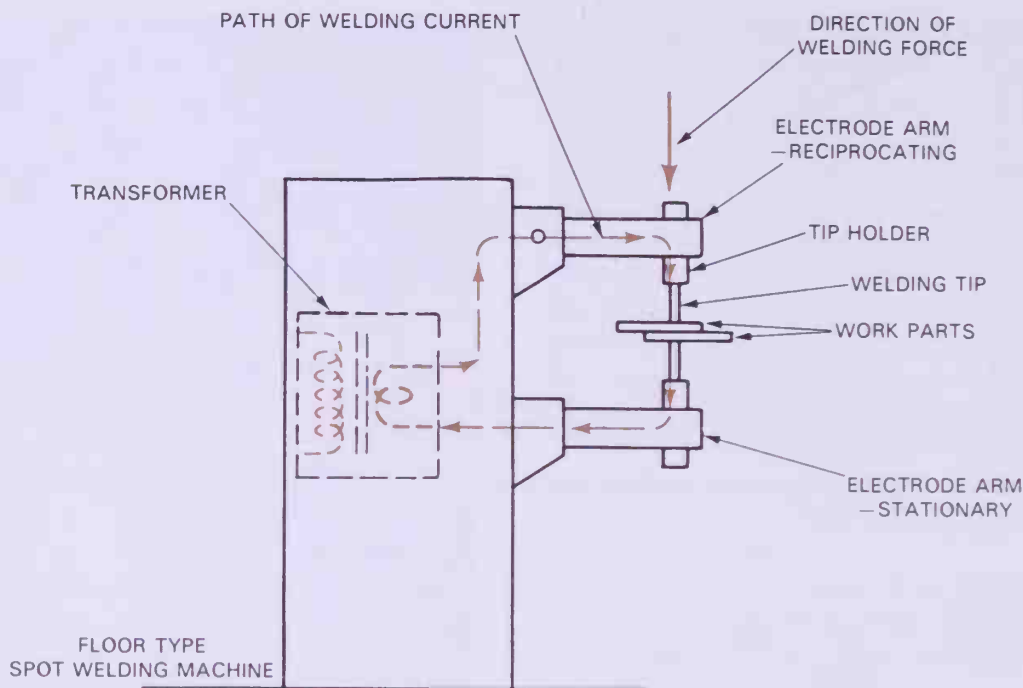 PATH OF WELDING CURRENT
DIRECTION OF
WELDING FORCE
ELECTRODE ARM
–RECIPROCATING
TRANSFORMER
TIP HOLDER
WELDING TIP
WORK PARTS
ELECTRODE ARM
–STATIONARY
FLOOR TYPE
SPOT WELDING MACHINE